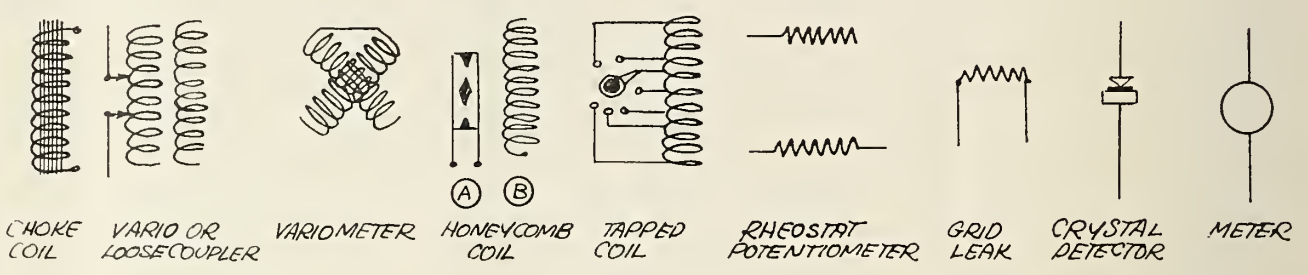 A B
CHOKE COIL
VARIO OR LOOSECOUPLER
VARIOMETER
HONEYCOMB COIL
TAPPED COIL
RHEOSTAT POTENTIOMETER
GRID LEAK
CRYSTAL DETECTOR
METER